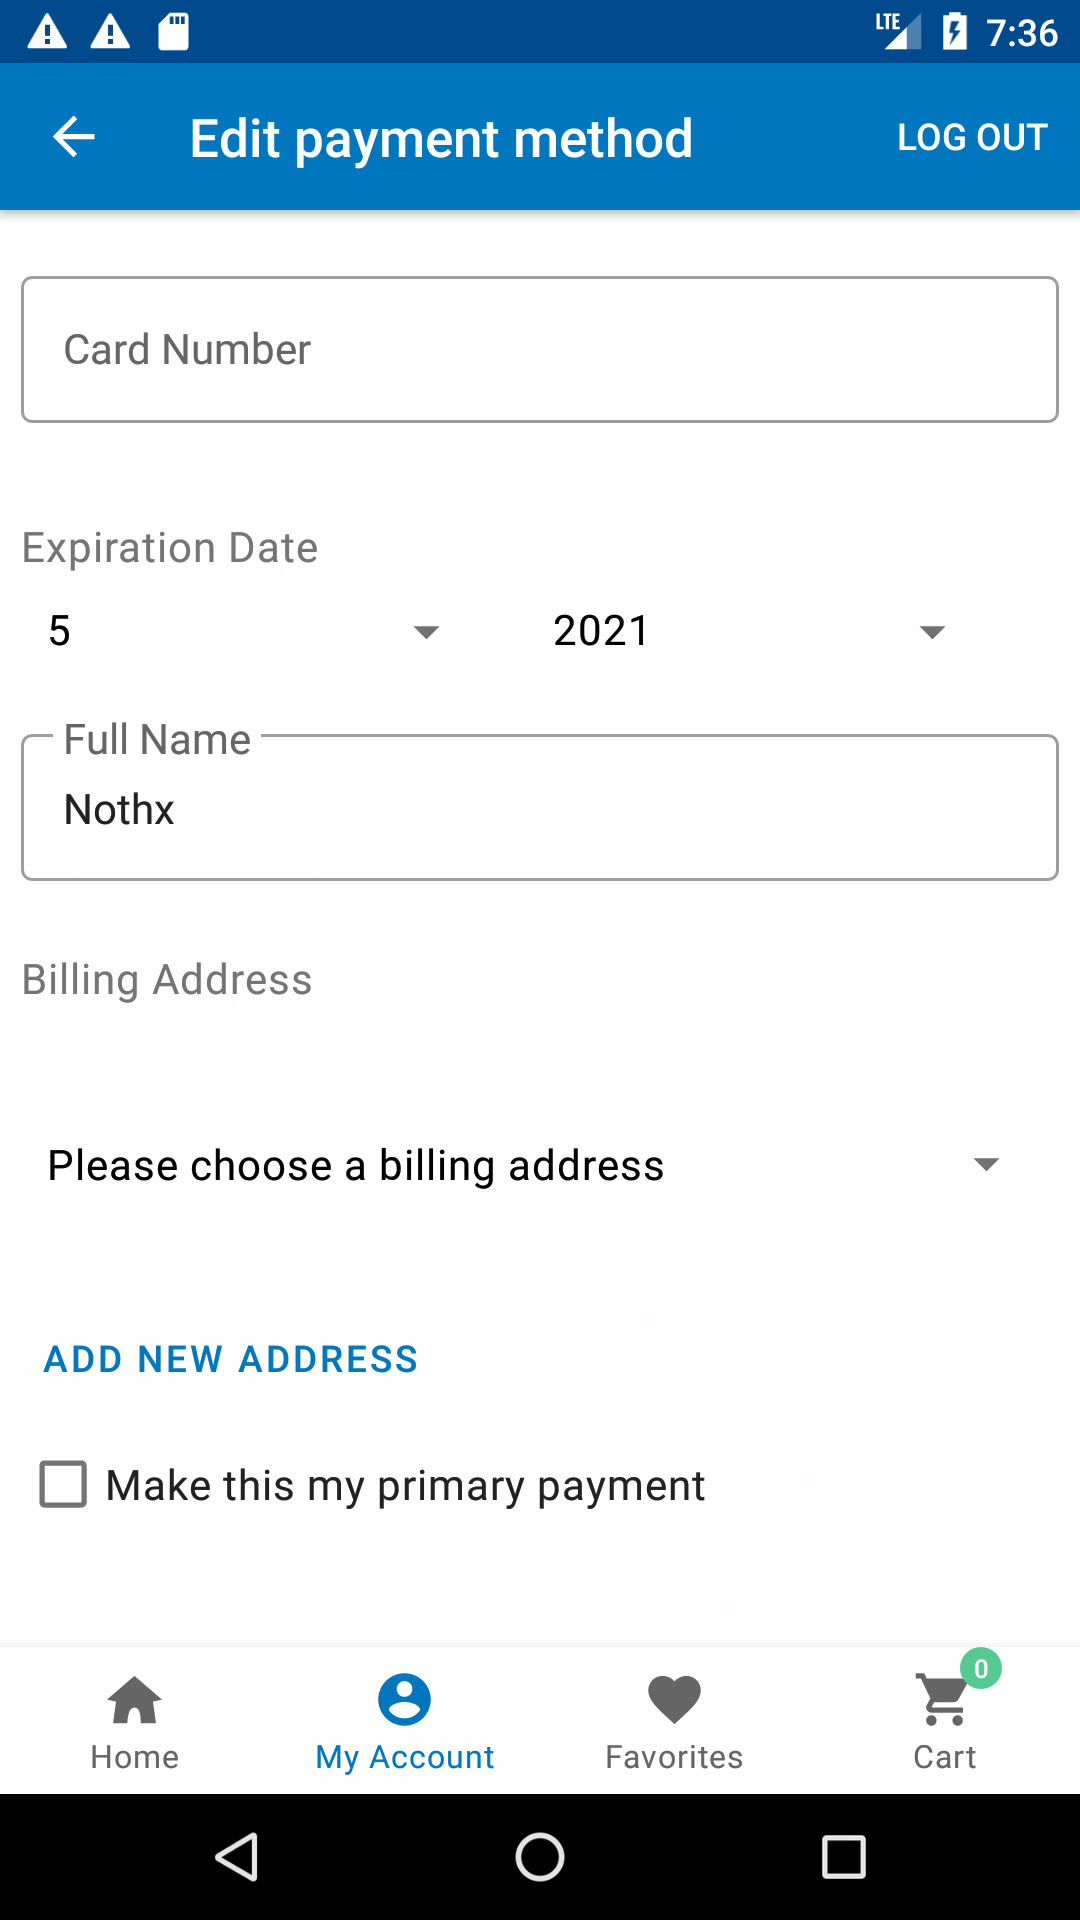 LTE 7:36
Edit payment method LOG OUT
Card Number
Expiration Date
5 2021
Full Name
Nothx
Billing Address
Please choose a billing address
ADD NEW ADDRESS
Make this my primary payment
0
Home My Account Favorites Cart